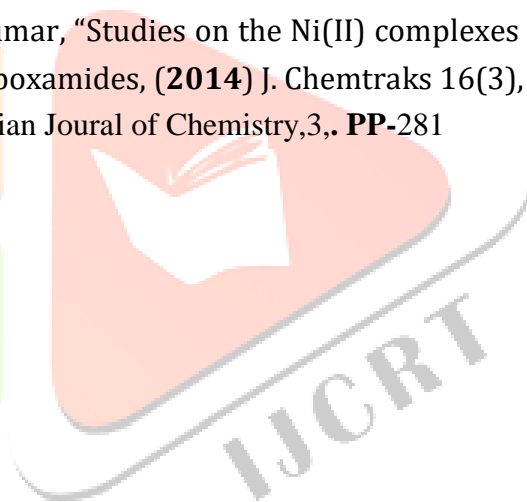 umar, “Studies on the Ni(II) complexes
boxamides, (2014) J. Chemtraks 16(3),
ian Joural of Chemistry,3,. PP-281
IJCRT